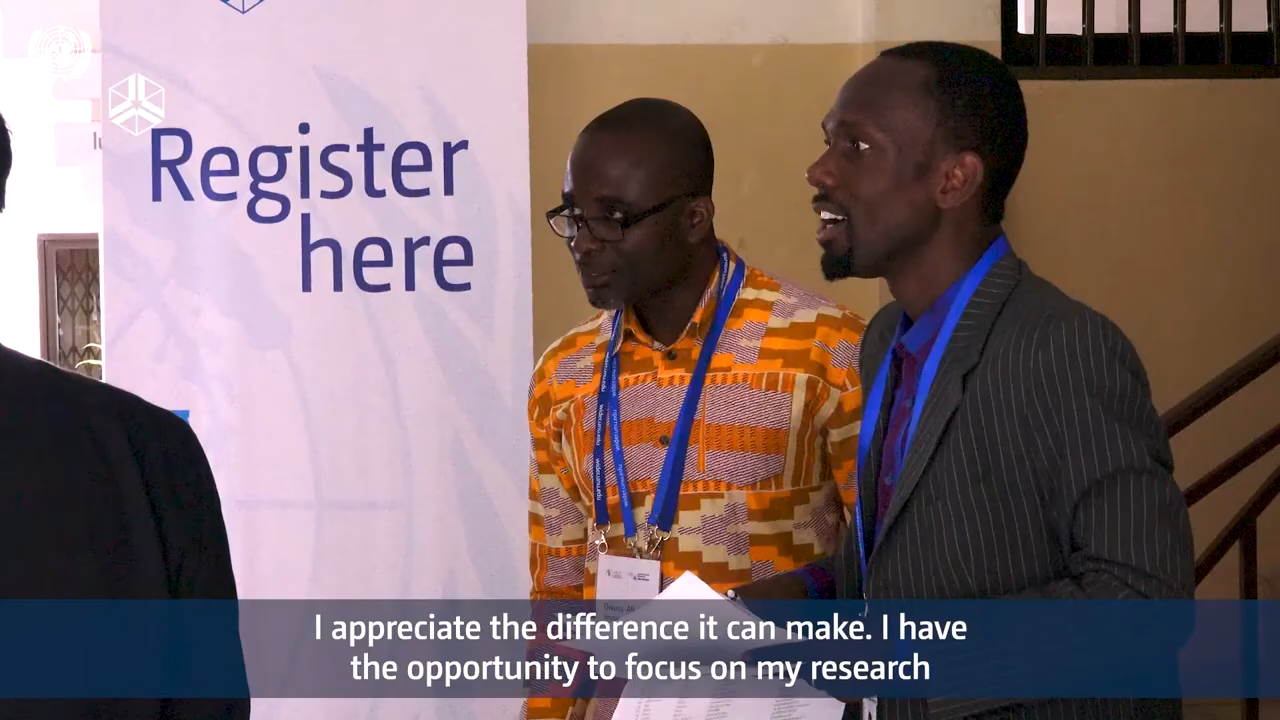 Register
here
I appreciate the difference it can make. I have
the opportunity to focus on my research